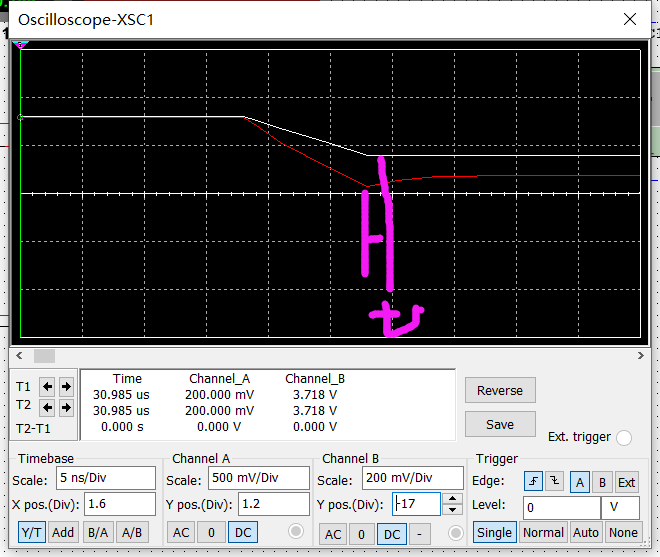 Oscilloscope-XSC1
T1
T2
T2-T1
Time Channel_A Channel_B
30.985 us 200.000 mV 3.718 V
30.985 us 200.000 mV 3.718 V
0.000 s 0.000 V 0.000 V
Reverse
Save
Ext. trigger
Timebase
Scale: 5 ns/Div
X pos.(Div): 1.6
Y/T Add B/A A/B
Channel A
Scale: 500 mV/Div
Y pos.(Div): 1.2
AC 0 DC
Channel B
Scale: 200 mV/Div
Y pos.(Div): -17
AC 0 DC -
Trigger
Edge: A B Ext
Level: 0 V
Single Normal Auto None